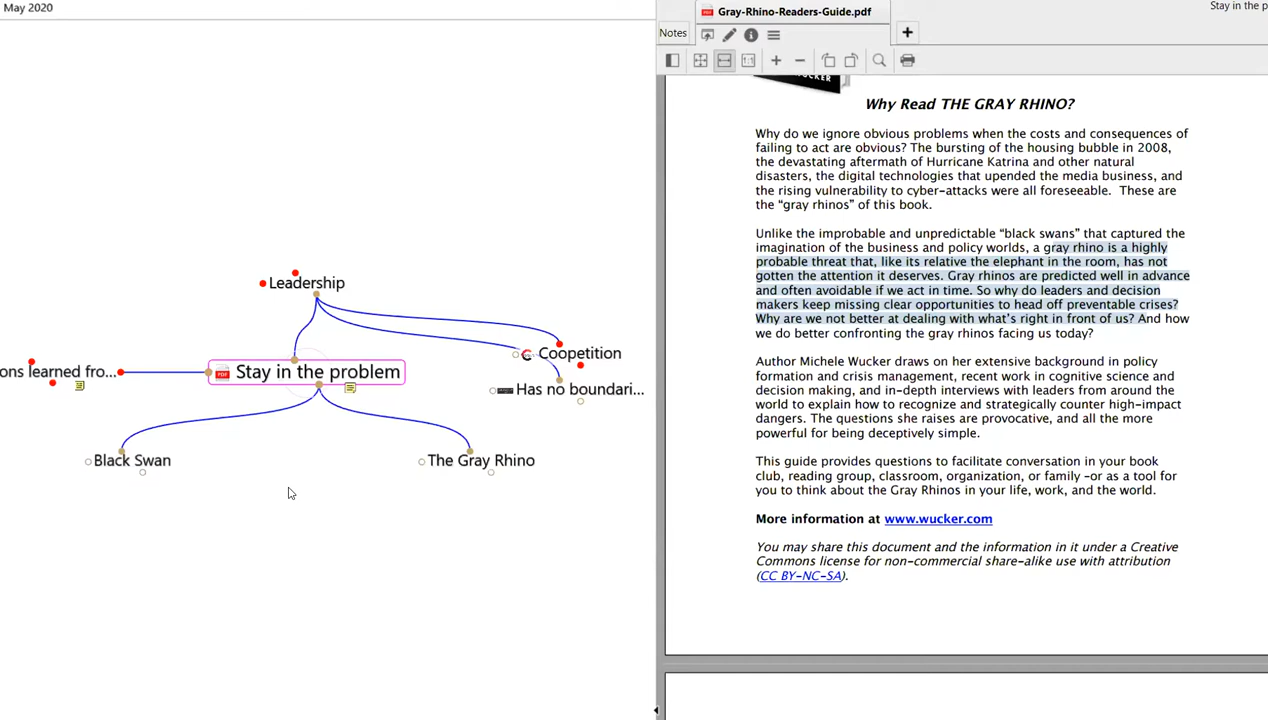 May 2020
Leadership
Coopetition
ons learned fro...
Stay in the problem
Has no boundari...
Black Swan
The Gray Rhino
Gray-Rhino-Readers-Guide.pdf
Stay in the p
Notes
1:1
Why Read THE GRAY RHINO?
Why do we ignore obvious problems when the costs and consequences of
failing to act are obvious? The bursting of the housing bubble in 2008,
the devastating aftermath of Hurricane Katrina and other natural
disasters, the digital technologies that upended the media business, and
the rising vulnerability to cyber-attacks were all foreseeable.  These are
the “gray rhinos” of this book.
Unlike the improbable and unpredictable “black swans” that captured the
imagination of the business and policy worlds, a gray rhino is a highly
probable threat that, like its relative the elephant in the room, has not
gotten the attention it deserves. Gray rhinos are predicted well in advance
and often avoidable if we act in time. So why do leaders and decision
makers keep missing clear opportunities to head off preventable crises?
Why are we not better at dealing with what’s right in front of us? And how
we do better confronting the gray rhinos facing us today?
Author Michele Wucker draws on her extensive background in policy
formation and crisis management, recent work in cognitive science and
decision making, and in-depth interviews with leaders from around the
world to explain how to recognize and strategically counter high-impact
dangers. The questions she raises are provocative, and all the more
powerful for being deceptively simple.
This guide provides questions to facilitate conversation in your book
club, reading group, classroom, organization, or family -or as a tool for
you to think about the Gray Rhinos in your life, work, and the world.
More information at www.wucker.com
You may share this document and the information in it under a Creative
Commons license for non-commercial share-alike use with attribution
(CC BY-NC-SA).